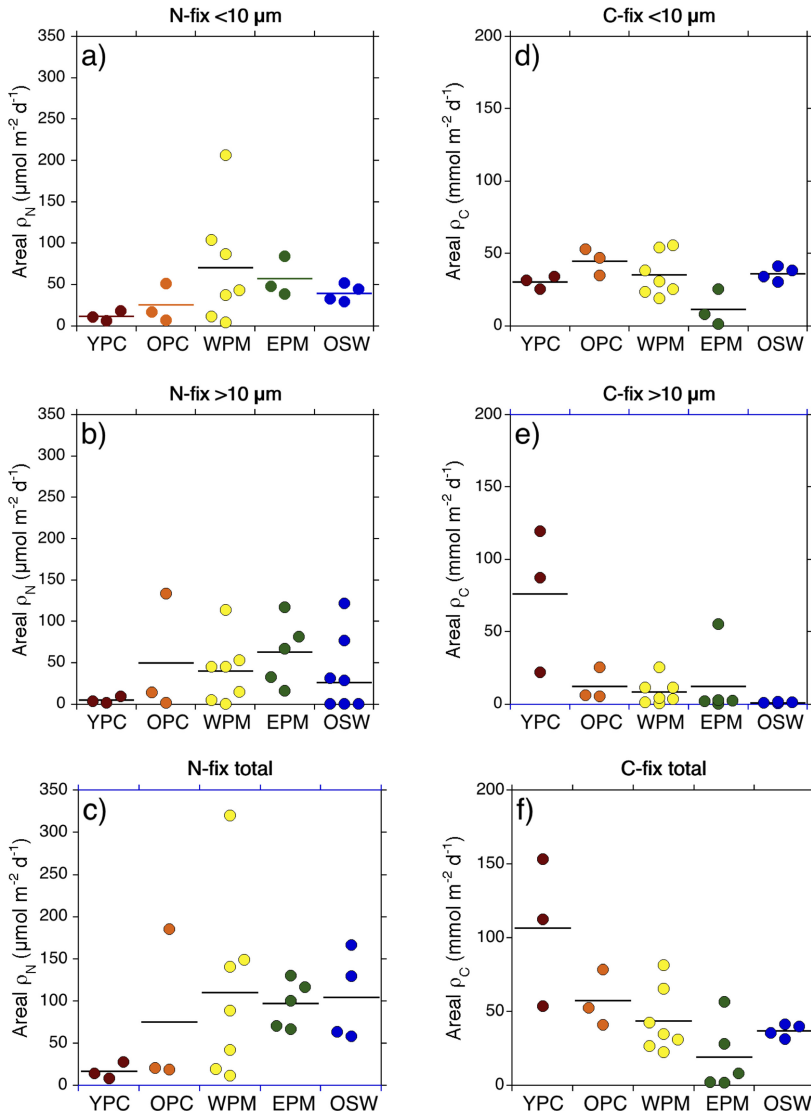 N-fix <10 µm
a)
Areal ρN (µmol m-2 d-1)
350
300
250
200
150
100
50
0
YPC OPC WPM EPM OSW
C-fix <10 µm
d)
Areal ρC (mmol m-2 d-1)
200
150
100
50
0
YPC OPC WPM EPM OSW
N-fix >10 µm
b)
Areal ρN (µmol m-2 d-1)
350
300
250
200
150
100
50
0
YPC OPC WPM EPM OSW
C-fix >10 µm
e)
Areal ρC (mmol m-2 d-1)
200
150
100
50
0
YPC OPC WPM EPM OSW
N-fix total
c)
Areal ρN (µmol m-2 d-1)
350
300
250
200
150
100
50
0
YPC OPC WPM EPM OSW
C-fix total
f)
Areal ρC (mmol m-2 d-1)
200
150
100
50
0
YPC OPC WPM EPM OSW